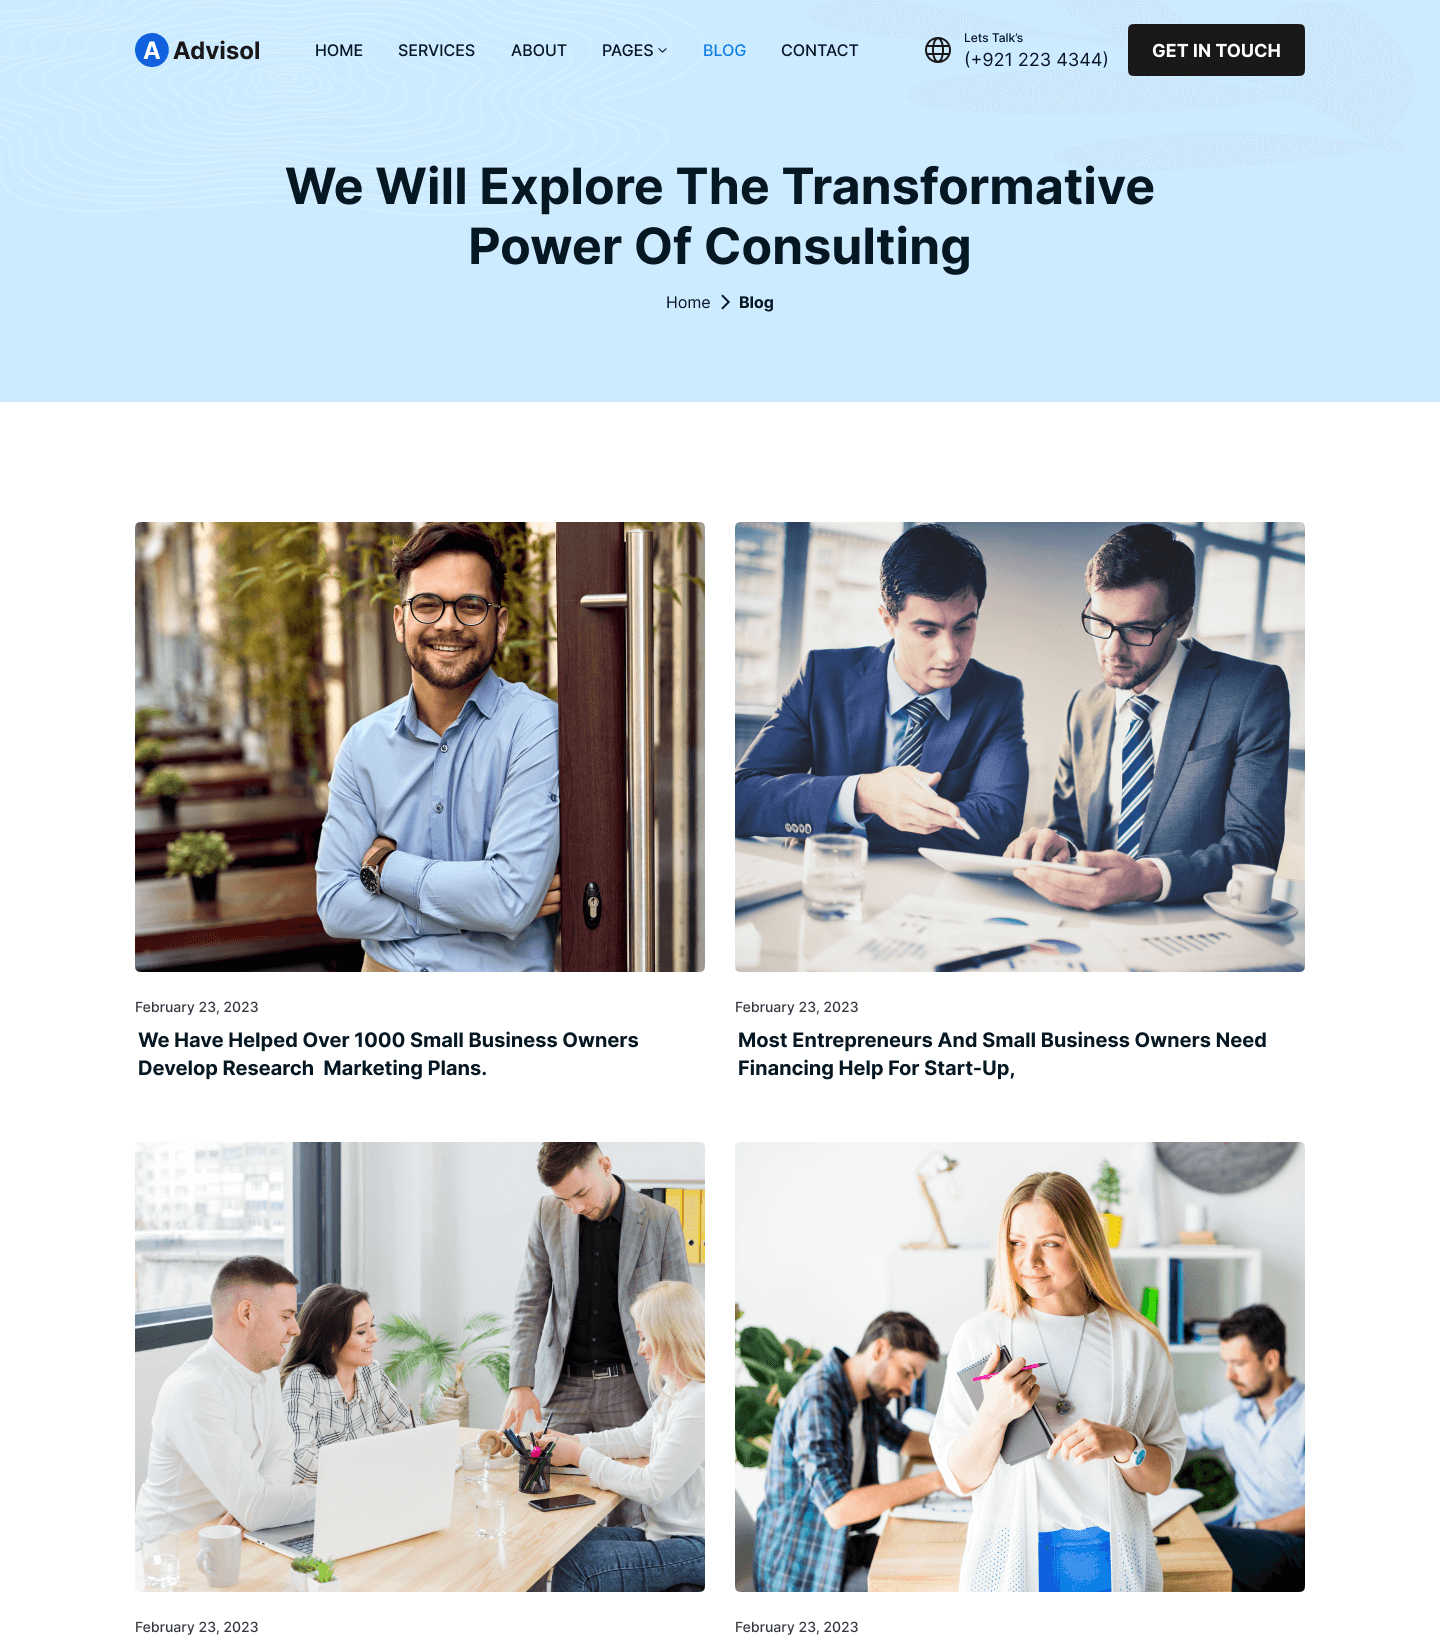 A Advisol
HOME SERVICES ABOUT PAGES BLOG CONTACT
Lets Talk's
(+921 223 4344)
GET IN TOUCH
We Will Explore The Transformative
Power Of Consulting
Home > Blog
February 23, 2023
We Have Helped Over 1000 Small Business Owners
Develop Research Marketing Plans.
February 23, 2023
Most Entrepreneurs And Small Business Owners Need
Financing Help For Start-Up,
February 23, 2023
February 23, 2023